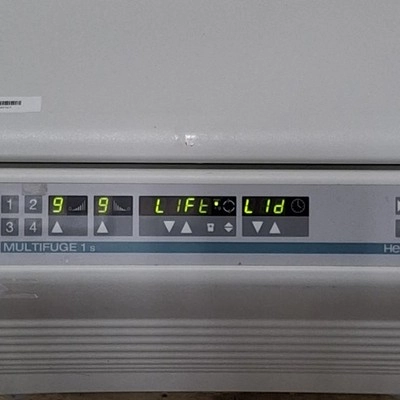 1 2 9 9 LIFt LId
3 4
MULTIFUGE 1 s He